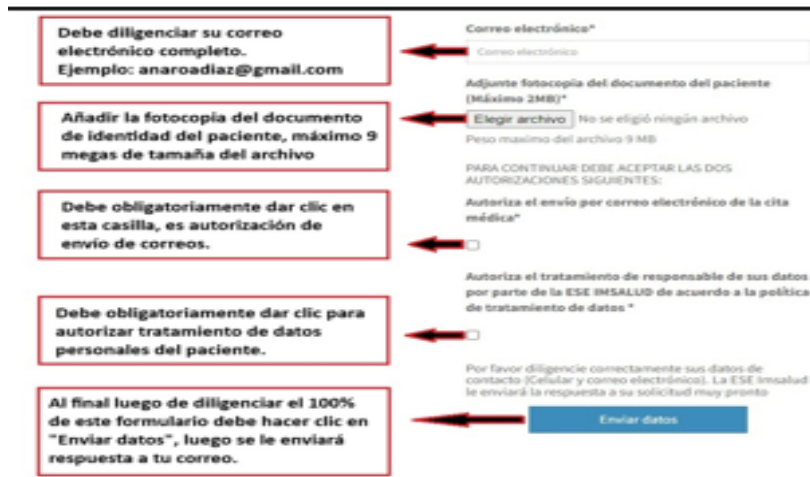 Debe diligenciar su correo
electrónico completo.
Ejemplo: anaroadiaz@gmail.com
Correo electrónico*
Correo electrónico
Añadir la fotocopia del documento
de identidad del paciente, máximo 9
megas de tamaña del archivo
Adjunte fotocopia del documento del paciente
(Máximo 2MB)*
Elegir archivo No se eligió ningún archivo
Peso maximo del archivo 9 MB
PARA CONTINUAR DEBE ACEPTAR LAS DOS
AUTORIZACIONES SIGUIENTES:
Debe obligatoriamente dar clic en
esta casilla, es autorización de
envío de correos.
Autoriza el envío por correo electrónico de la cita
médica*
Debe obligatoriamente dar clic para
autorizar tratamiento de datos
personales del paciente.
Autoriza el tratamiento de responsable de sus datos
por parte de la ESE IMSALUD de acuerdo a la política
de tratamiento de datos *
Al final luego de diligenciar el 100%
de este formulario debe hacer clic en
"Enviar datos", luego se le enviará
respuesta a tu correo.
Por favor diligencie correctamente sus datos de
contacto (Celular y correo electrónico). La ESE Imsalud
le enviará la respuesta a su solicitud muy pronto
Enviar datos